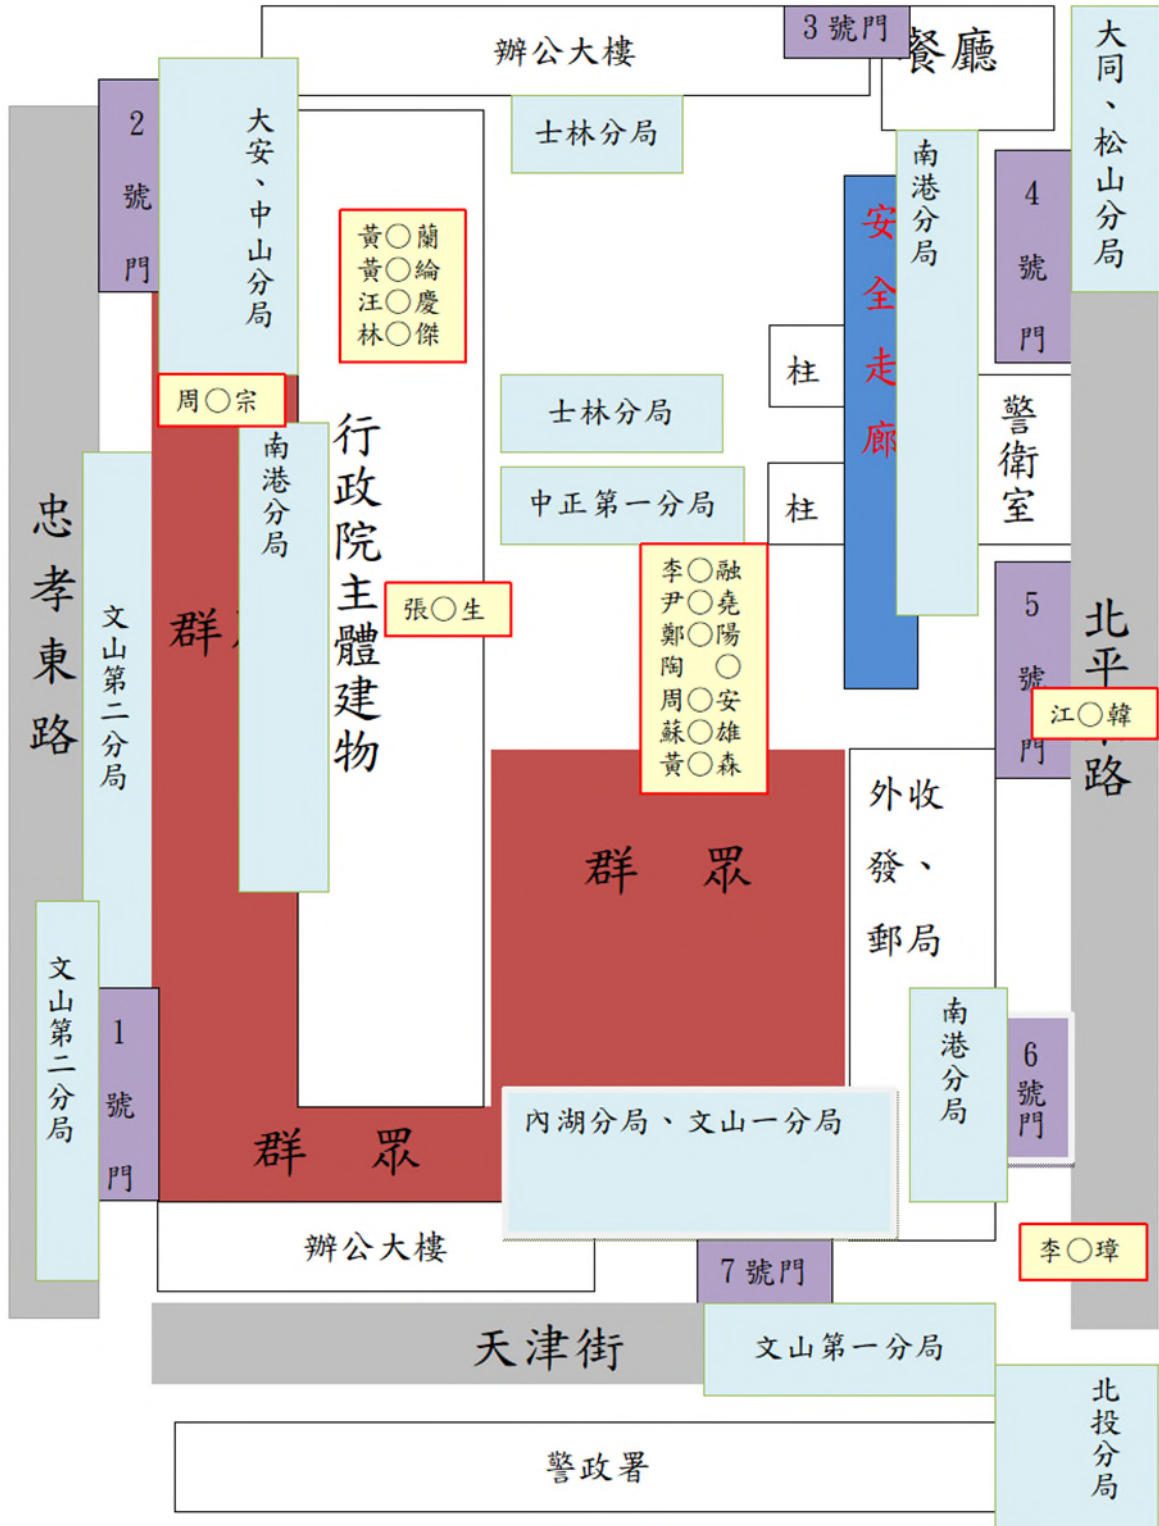 3 號門
辦公大樓
餐廳
大同、松山分局
2 號 門
大安、中山分局
士林分局
南港分局
4 號 門
安全走廊
黃○蘭
黃○綸
汪○慶
林○傑
柱
周○宗
士林分局
警衛室
南港分局
行政院主體建物
中正第一分局
柱
忠孝東路
李○融
尹○堯
鄭○陽
陶 ○
周○安
蘇○雄
黃○森
張○生
5 號 門
北平
路
文山第二分局
群
江○韓
外收
發、
郵局
群 眾
文山第二分局
1 號 門
南港分局
6 號門
內湖分局、文山一分局
群 眾
辦公大樓
李○璋
7 號門
天津街
文山第一分局
北投分局
警政署